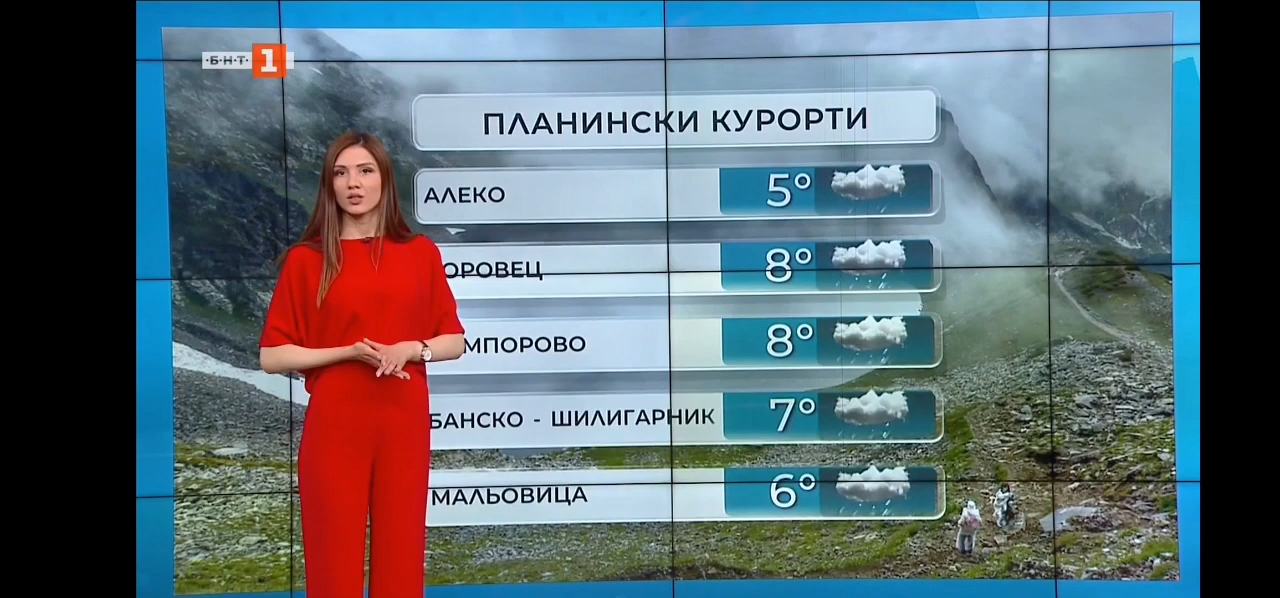 БНТ 1
ПЛАНИНСКИ КУРОРТИ
АЛЕКО 5°
ОРОВЕЦ 8°
МПОРОВО 8°
БАНСКО - ШИЛИГАРНИК 7°
МАЛЬОВИЦА 6°